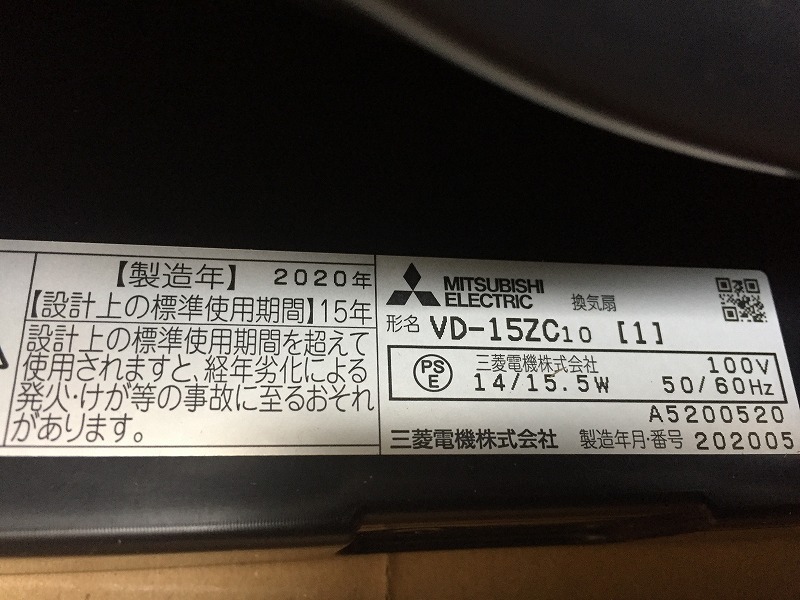 【製造年】 2020年
【設計上の標準使用期間】15年
設計上の標準使用期間を超えて
使用されますと、経年劣化による
発火・けが等の事故に至るおそれ
があります。
MITSUBISHI
ELECTRIC
換気扇
形名 VD-15ZC10 [1]
PS
E
三菱電機株式会社 100V
14/15.5W 50/60Hz
A5200520
三菱電機株式会社 製造年月・番号 202005